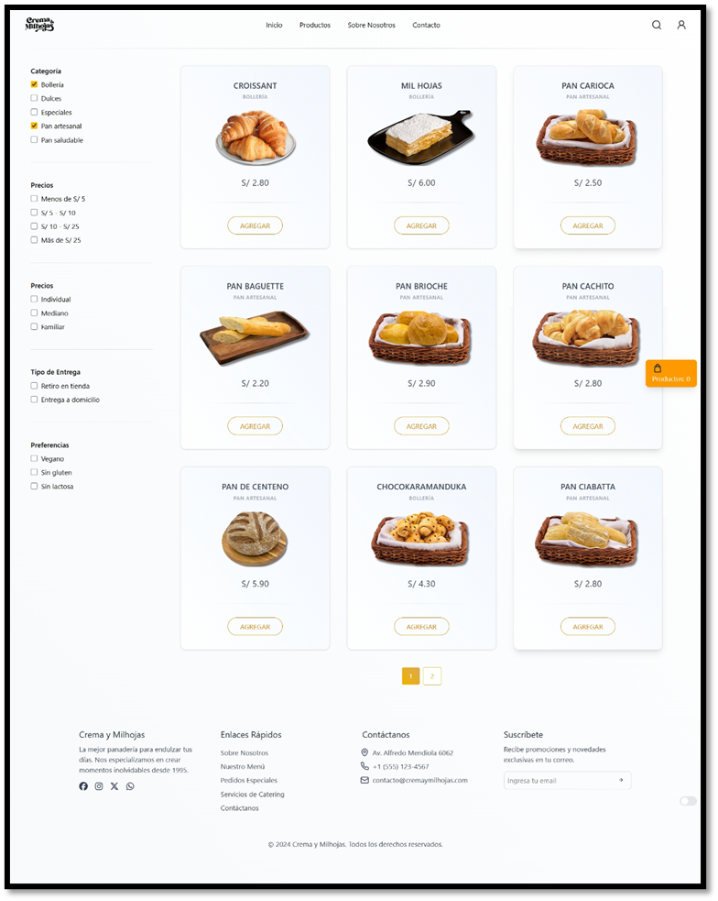 Crema & Milhojas
Inicio
Productos
Sobre Nosotros
Contacto
Categoría
Bollería
Dulces
Especiales
Pan artesanal
Pan saludable
Precios
Menos de S/ 5
S/ 5 - S/ 10
S/ 10 - S/ 25
Más de S/ 25
Precios
Individual
Mediano
Familiar
Tipo de Entrega
Retiro en tienda
Entrega a domicilio
Preferencias
Vegano
Sin gluten
Sin lactosa
CROISSANT
BOLLERÍA
S/ 2.80
AGREGAR
MIL HOJAS
BOLLERÍA
S/ 6.00
AGREGAR
PAN CARIOCA
PAN ARTESANAL
S/ 2.50
AGREGAR
PAN BAGUETTE
PAN ARTESANAL
S/ 2.20
AGREGAR
PAN BRIOCHE
PAN ARTESANAL
S/ 2.90
AGREGAR
PAN CACHITO
PAN ARTESANAL
S/ 2.80
AGREGAR
Productos: 0
PAN DE CENTENO
PAN ARTESANAL
S/ 5.90
AGREGAR
CHOCOKARAMANDUKA
BOLLERÍA
S/ 4.30
AGREGAR
PAN CIABATTA
PAN ARTESANAL
S/ 2.80
AGREGAR
1
2
Crema y Milhojas
La mejor panadería para endulzar tus
días. Nos especializamos en crear
momentos inolvidables desde 1995.
Enlaces Rápidos
Sobre Nosotros
Nuestro Menú
Pedidos Especiales
Servicios de Catering
Contáctanos
Contáctanos
Av. Alfredo Mendiola 6062
+1 (555) 123-4567
contacto@cremaymilhojas.com
Suscríbete
Recibe promociones y novedades
exclusivas en tu correo.
Ingresa tu email
© 2024 Crema y Milhojas. Todos los derechos reservados.